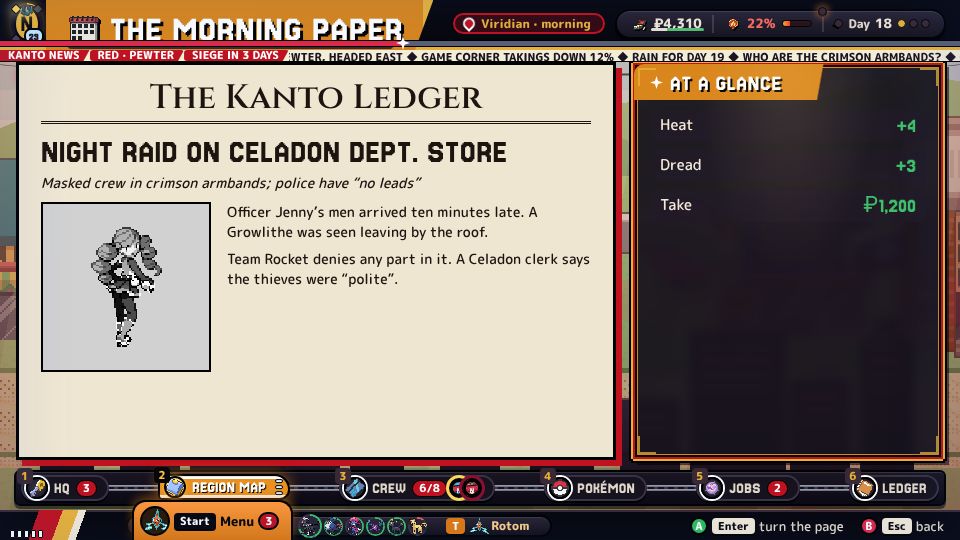 23
THE MORNING PAPER
Viridian · morning
₽4,310
22%
Day 18
KANTO NEWS
RED · PEWTER
SIEGE IN 3 DAYS
WTER, HEADED EAST ◆ GAME CORNER TAKINGS DOWN 12% ◆ RAIN FOR DAY 19 ◆ WHO ARE THE CRIMSON ARMBANDS? ◆
THE KANTO LEDGER
NIGHT RAID ON CELADON DEPT. STORE
Masked crew in crimson armbands; police have “no leads”
Officer Jenny’s men arrived ten minutes late. A
Growlithe was seen leaving by the roof.
Team Rocket denies any part in it. A Celadon clerk says
the thieves were “polite”.
AT A GLANCE
Heat +4
Dread +3
Take ₽1,200
1 HQ 3
2 REGION MAP
3 CREW 6/8
4 POKÉMON
5 JOBS 2
6 LEDGER
Start Menu 3
T Rotom
A Enter turn the page
B Esc back